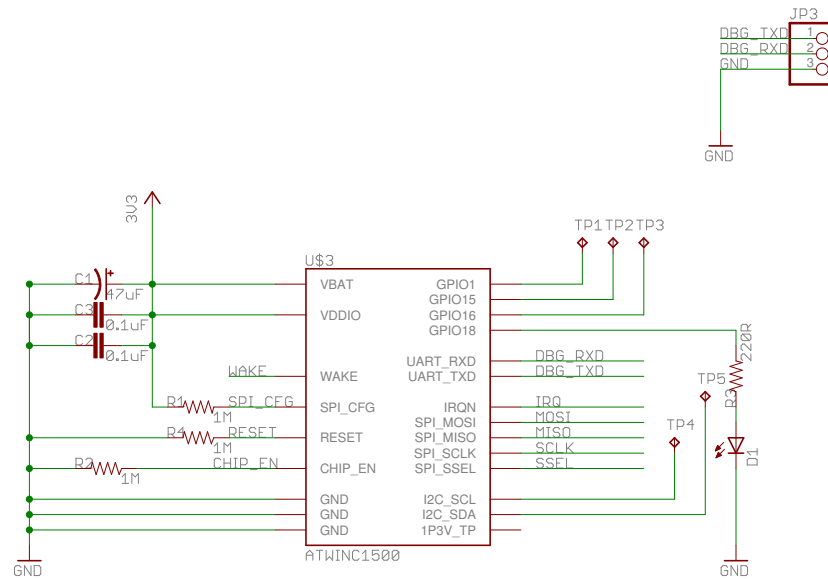 JP3
DBG_TXD 1
DBG_RXD 2
GND 3
GND
3V3
TP1 TP2 TP3
U$3
C1 47uF
C3 0.1uF
C2 0.1uF
VBAT GPIO1
GPIO15
VDDIO GPIO16
GPIO18
220R
R3
UART_RXD DBG_RXD
WAKE WAKE UART_TXD DBG_TXD
TP5
R1 1M SPI_CFG SPI_CFG IRQN IRQ
SPI_MOSI MOSI
TP4
R4 1M RESET RESET SPI_MISO MISO
SPI_SCLK SCLK
D1
R2 1M CHIP_EN CHIP_EN SPI_SSEL SSEL
GND I2C_SCL
GND I2C_SDA
GND 1P3V_TP
ATWINC1500
GND GND